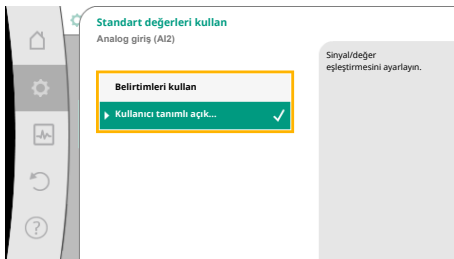 Standart değerleri kullan
Analog giriş (AI2)
Sinyal/değer
eşleştirmesini ayarlayın.
Belirtimleri kullan
Kullanıcı tanımlı açık...
?